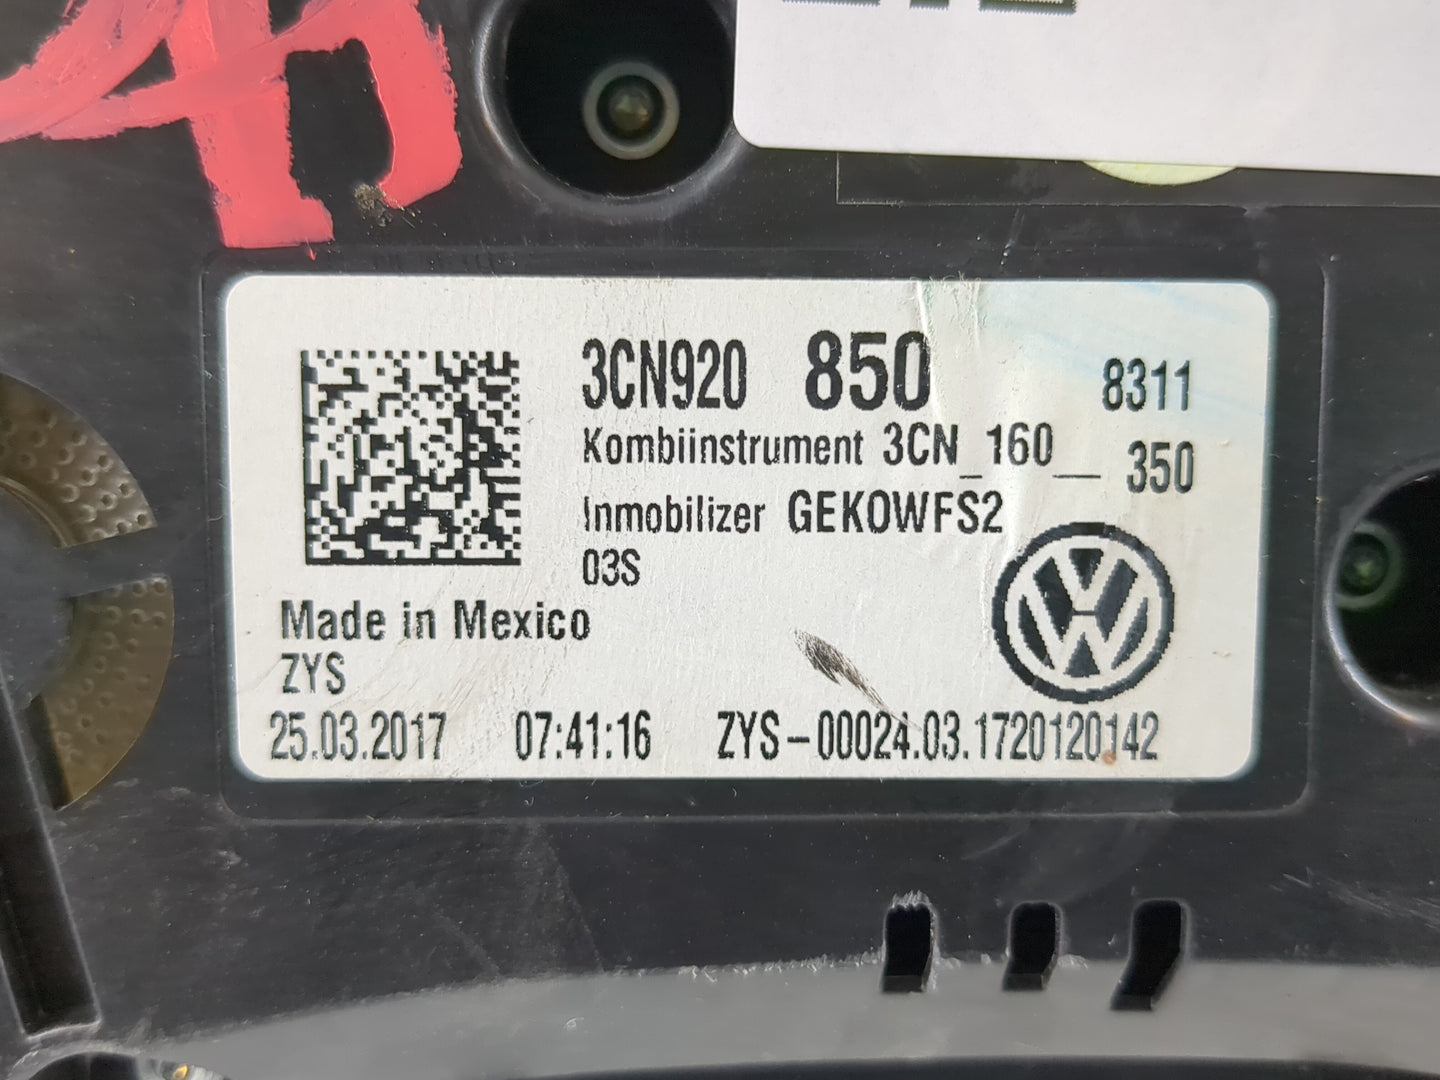 3CN920 850 8311
Kombiinstrument 3CN_160__ 350
Inmobilizer GEKOWFS2
03S
Made in Mexico
ZYS
25.03.2017 07:41:16 ZYS-00024.03.1720120142